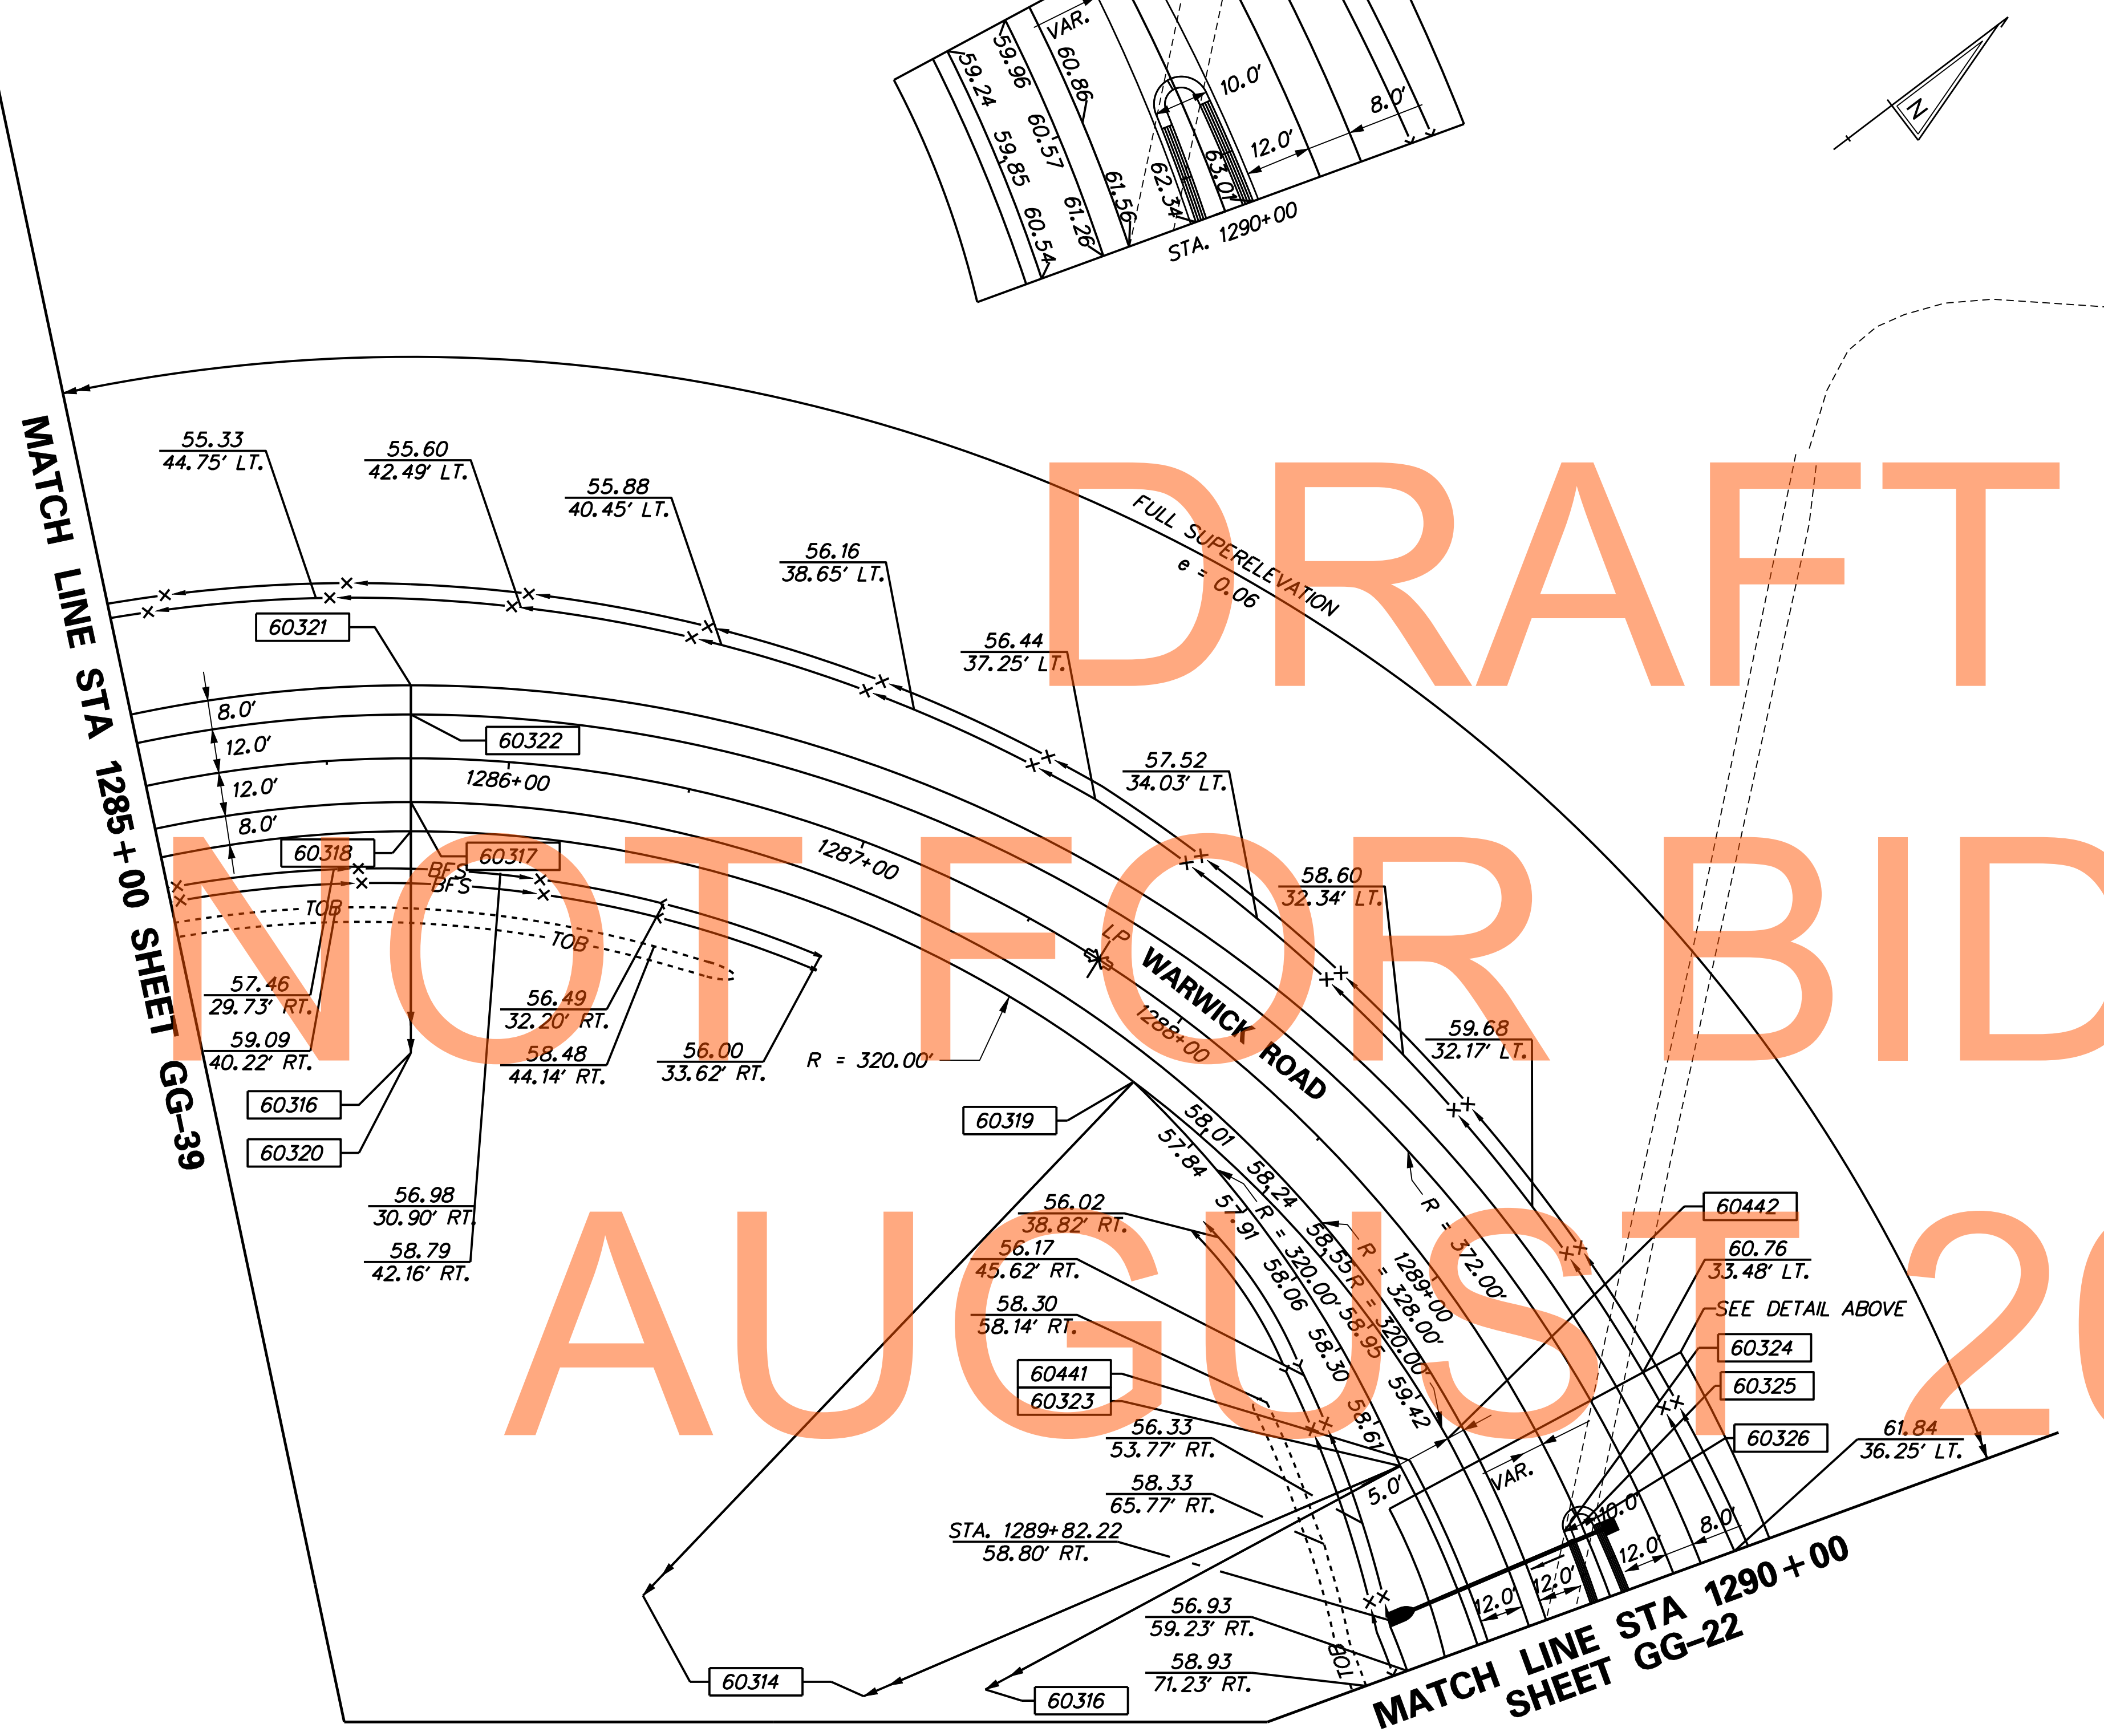 VAR.
59.24
59.96
60.86
59.85
60.57
60.54
61.26
61.56
62.34
63.01
10.0'
12.0'
8.0'
STA. 1290+00
N
MATCH LINE STA 1285+00 SHEET GG-39
55.33
44.75' LT.
55.60
42.49' LT.
55.88
40.45' LT.
56.16
38.65' LT.
56.44
37.25' LT.
57.52
34.03' LT.
58.60
32.34' LT.
59.68
32.17' LT.
FULL SUPERELEVATION
e = 0.06
DRAFT
60321
60322
8.0'
12.0'
12.0'
8.0'
1286+00
1287+00
60318
60317
BFS
BFS
TOB
TOB
NOT FOR BID
LP
WARWICK ROAD
1288+00
57.46
29.73' RT.
59.09
40.22' RT.
56.49
32.20' RT.
58.48
44.14' RT.
56.00
33.62' RT.
R = 320.00'
60316
60320
60319
56.98
30.90' RT.
58.79
42.16' RT.
58.01
57.84
58.24
57.91
R = 320.00'
58.55
58.06
R = 328.00'
R = 320.00'
58.95
58.30
59.42
58.61
1289+00
R = 372.00'
AUGUST 20
56.02
38.82' RT.
56.17
45.62' RT.
58.30
58.14' RT.
60441
60323
56.33
53.77' RT.
58.33
65.77' RT.
STA. 1289+82.22
58.80' RT.
56.93
59.23' RT.
58.93
71.23' RT.
60442
60.76
33.48' LT.
SEE DETAIL ABOVE
60324
60325
60326
61.84
36.25' LT.
5.0'
VAR.
10.0'
12.0'
12.0'
12.0'
8.0'
TOB
60314
60316
MATCH LINE STA 1290+00
SHEET GG-22